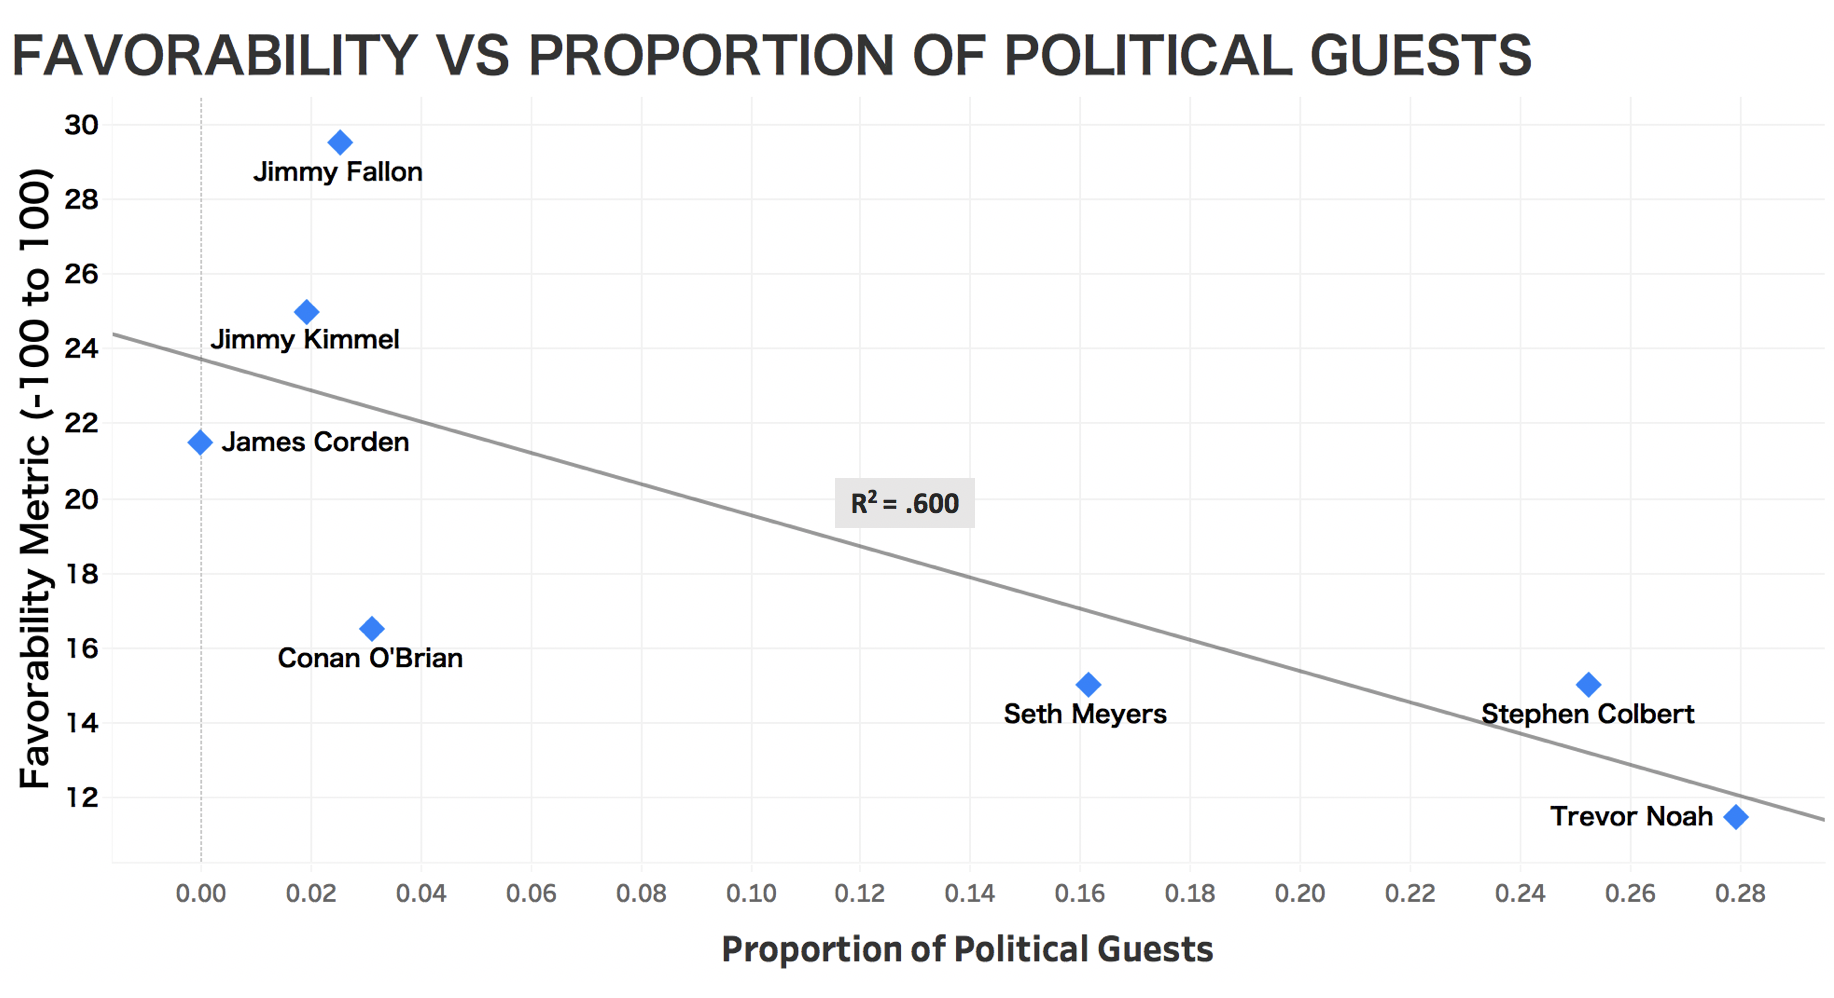 FAVORABILITY VS PROPORTION OF POLITICAL GUESTS
Favorability Metric (-100 to 100)
30
28
26
24
22
20
18
16
14
12
Jimmy Fallon
Jimmy Kimmel
James Corden
R² = .600
Conan O'Brian
Seth Meyers
Stephen Colbert
Trevor Noah
0.00 0.02 0.04 0.06 0.08 0.10 0.12 0.14 0.16 0.18 0.20 0.22 0.24 0.26 0.28
Proportion of Political Guests